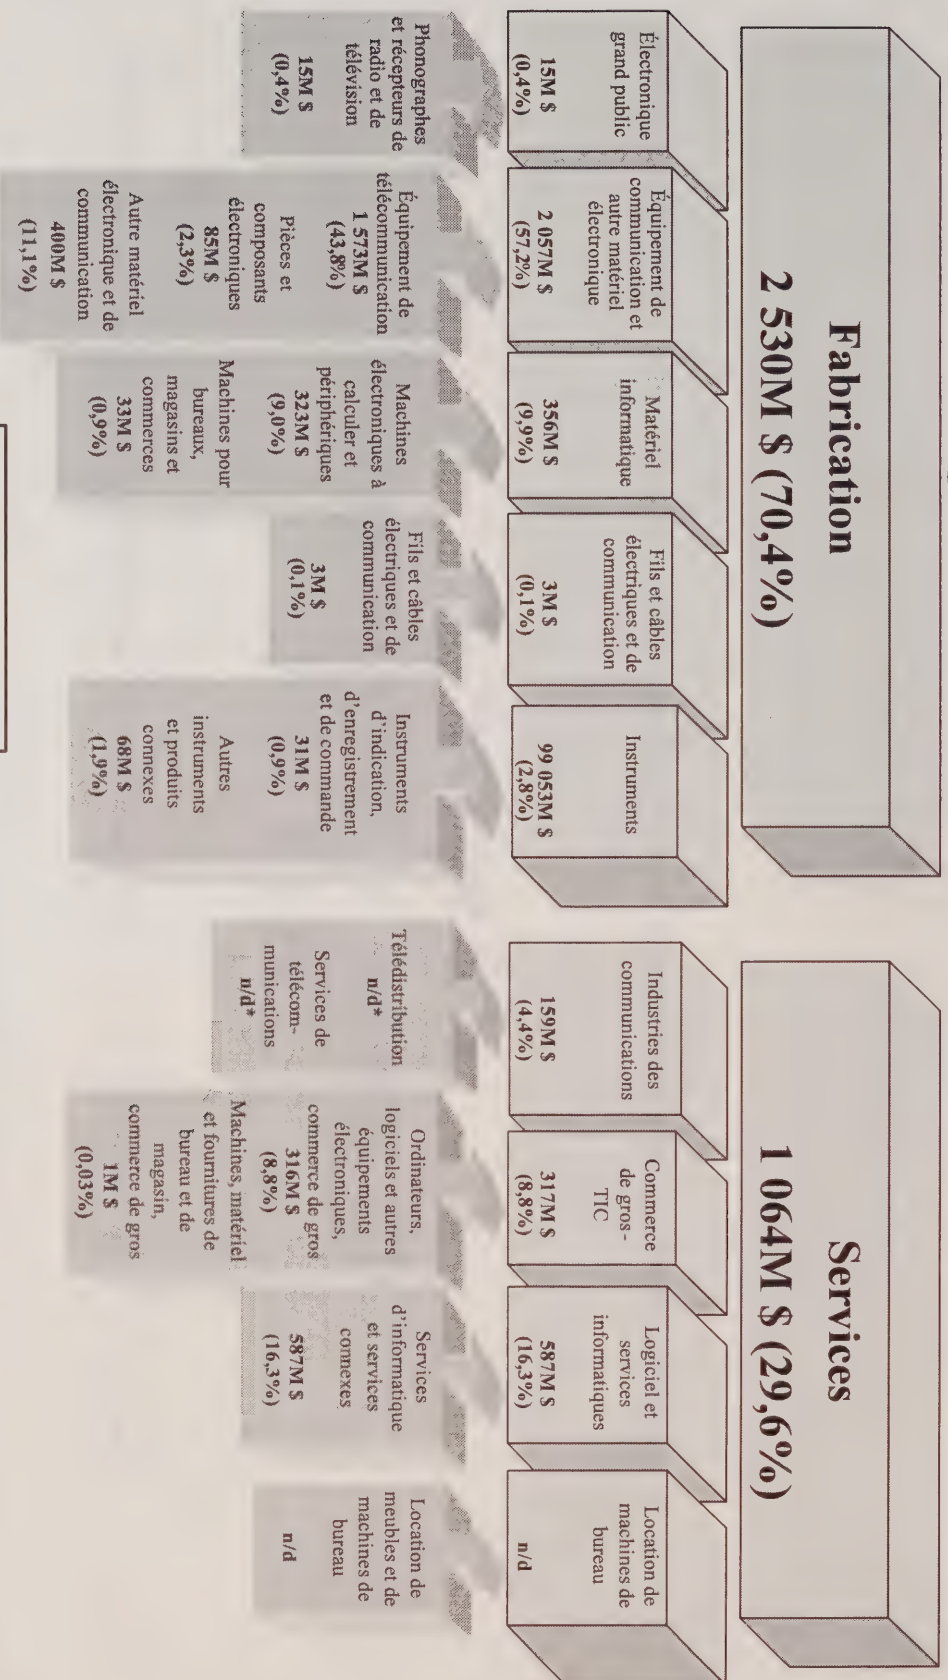 Fabrication
2 530M $ (70,4%)
Services
1 064M $ (29,6%)
Électronique
grand public
15M $
(0,4%)
Équipement de
communication et
autre matériel
électronique
2 057M $
(57,2%)
Matériel
informatique
356M $
(9,9%)
Fils et câbles
électriques et de
communication
3M $
(0,1%)
Instruments
99 053M $
(2,8%)
Industries des
communications
159M $
(4,4%)
Commerce
de gros -
TIC
317M $
(8,8%)
Logiciel et
services
informatiques
587M $
(16,3%)
Location de
machines de
bureau
n/d
Phonographes
et récepteurs de
radio et de
télévision
15M $
(0,4%)
Équipement de
télécommunication
1 573M $
(43,8%)
Pièces et
composants
électroniques
85M $
(2,3%)
Autre matériel
électronique et de
communication
400M $
(11,1%)
Machines
électroniques à
calculer et
périphériques
323M $
(9,0%)
Machines pour
bureaux,
magasins et
commerces
33M $
(0,9%)
Fils et câbles
électriques et de
communication
3M $
(0,1%)
Instruments
d'indication,
d'enregistrement
et de commande
31M $
(0,9%)
Autres
instruments
et produits
connexes
68M $
(1,9%)
Télédistribution
n/d*
Services de
télécom-
munications
n/d*
Ordinateurs,
logiciels et autres
équipements
électroniques,
commerce de gros
316M $
(8,8%)
Machines, matériel
et fournitures de
bureau et de
magasin,
commerce de gros
1M $
(0,03%)
Services
d'informatique
et services
connexes
587M $
(16,3%)
Location de
meubles et de
machines de
bureau
n/d